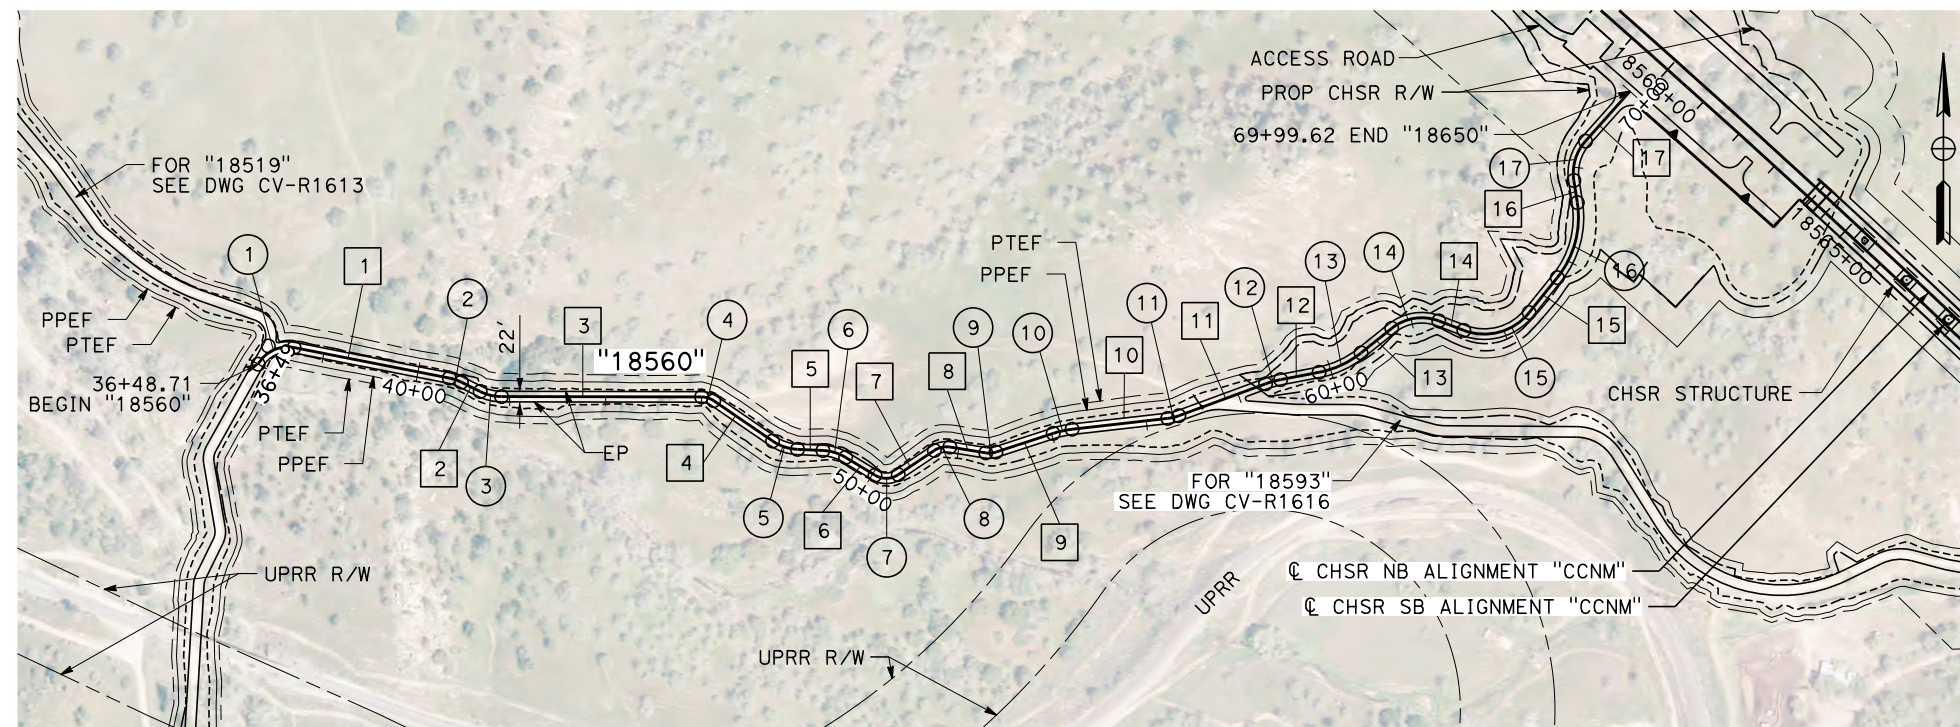 ACCESS ROAD
PROP CHSR R/W
69+99.62 END "18650"
18560+00
70+00
17
17
16
FOR "18519"
SEE DWG CV-R1613
18565+00
1
1
PTEF
PPEF
13
14
14
16
12
12
11
11
15
2
3
4
6
9
10
10
PPEF
PTEF
22'
"18560"
5
7
8
36+48.71
BEGIN "18560"
36+49
40+00
60+00
13
15
CHSR STRUCTURE
PTEF
PPEF
2
3
EP
4
50+00
5
6
7
8
9
FOR "18593"
SEE DWG CV-R1616
UPRR R/W
UPRR
℄ CHSR NB ALIGNMENT "CCNM"
℄ CHSR SB ALIGNMENT "CCNM"
UPRR R/W